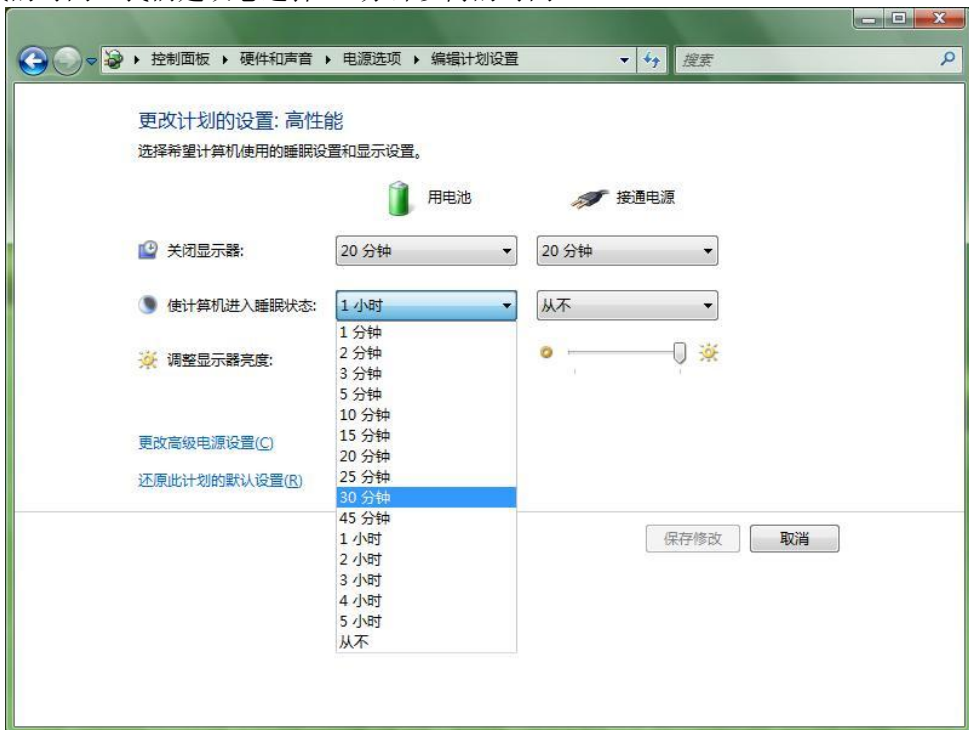 控制面板 ▸ 硬件和声音 ▸ 电源选项 ▸ 编辑计划设置
搜索
更改计划的设置: 高性能
选择希望计算机使用的睡眠设置和显示设置。
用电池 接通电源
关闭显示器: 20 分钟 20 分钟
使计算机进入睡眠状态: 1 小时 从不
1 分钟
2 分钟
调整显示器亮度:
3 分钟
5 分钟
10 分钟
更改高级电源设置(C)
15 分钟
20 分钟
还原此计划的默认设置(R)
25 分钟
30 分钟
45 分钟
1 小时
保存修改 取消
2 小时
3 小时
4 小时
5 小时
从不